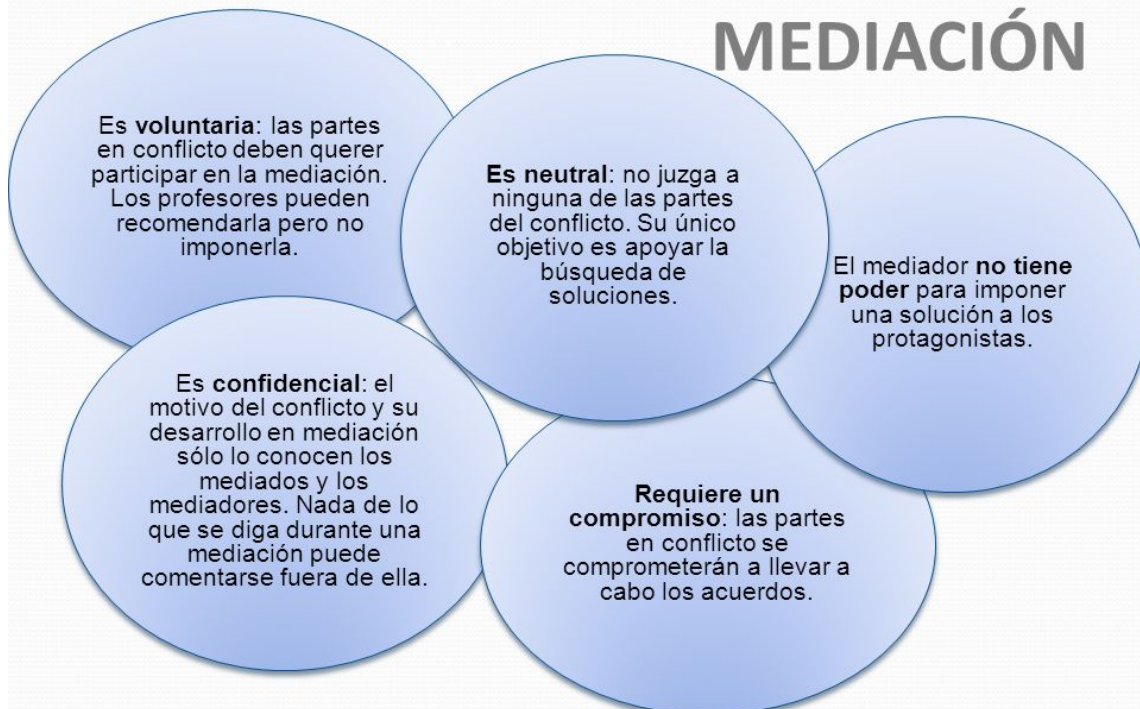 MEDIACIÓN
Es voluntaria: las partes
en conflicto deben querer
participar en la mediación.
Los profesores pueden
recomendarla pero no
imponerla.
Es neutral: no juzga a
ninguna de las partes
del conflicto. Su único
objetivo es apoyar la
búsqueda de
soluciones.
El mediador no tiene
poder para imponer
una solución a los
protagonistas.
Es confidencial: el
motivo del conflicto y su
desarrollo en mediación
sólo lo conocen los
mediados y los
mediadores. Nada de lo
que se diga durante una
mediación puede
comentarse fuera de ella.
Requiere un
compromiso: las partes
en conflicto se
comprometerán a llevar a
cabo los acuerdos.